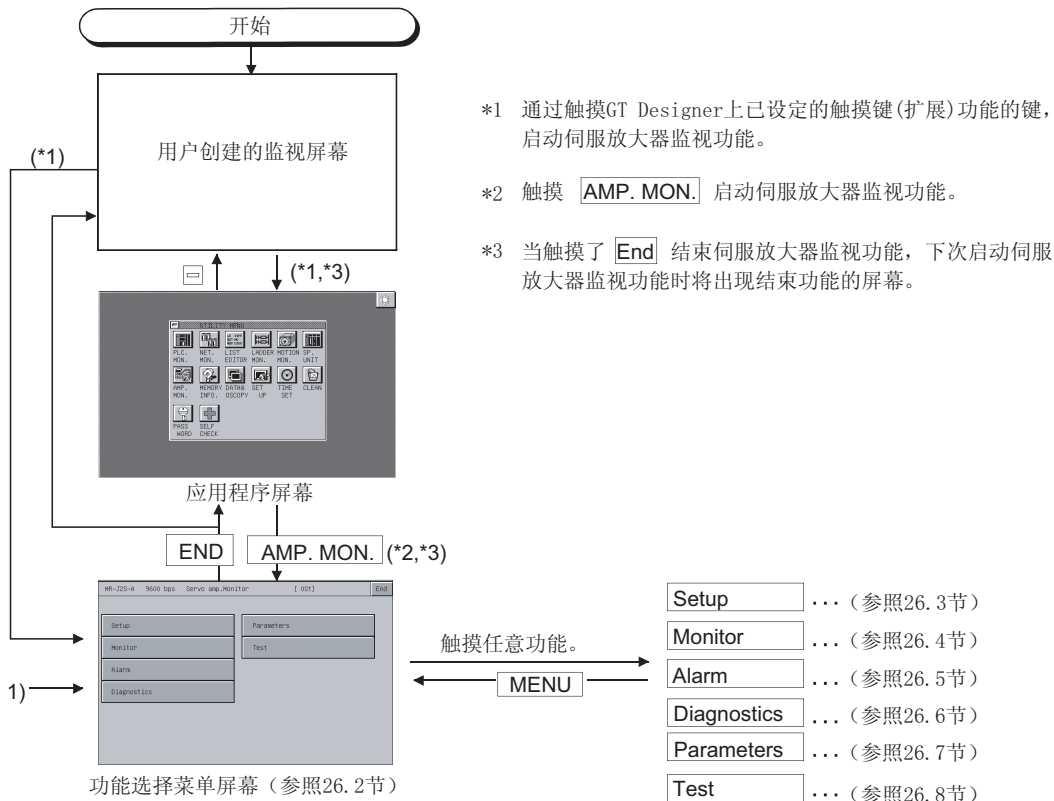 开始
用户创建的监视屏幕
(*1)
(*1,*3)
*1 通过触摸GT Designer上已设定的触摸键(扩展)功能的键，
启动伺服放大器监视功能。
*2 触摸 AMP. MON. 启动伺服放大器监视功能。
*3 当触摸了 End 结束伺服放大器监视功能，下次启动伺服
放大器监视功能时将出现结束功能的屏幕。
UTILITY MENU
PLC. MON.
NET. MON.
LIST EDITOR
LADDER MON.
MOTION MON.
SP. UNIT
AMP. MON.
MEMORY INFO.
DATA& OSCOPY
SET UP
TIME SET
CLEAN
PASS WORD
SELF CHECK
应用程序屏幕
END
AMP. MON. (*2,*3)
MR-J2S-A 9600 bps Servo amp.Monitor [ 0ST] End
Setup
Parameters
Monitor
Test
Alarm
Diagnostics
1)
功能选择菜单屏幕（参照26.2节）
触摸任意功能。
MENU
Setup ...（参照26.3节）
Monitor ...（参照26.4节）
Alarm ...（参照26.5节）
Diagnostics ...（参照26.6节）
Parameters ...（参照26.7节）
Test ...（参照26.8节）